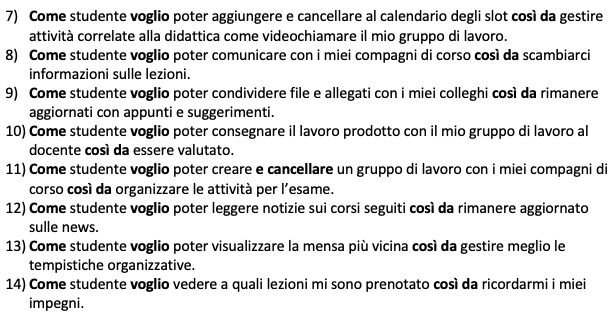 7) Come studente voglio poter aggiungere e cancellare al calendario degli slot così da gestire
attività correlate alla didattica come videochiamare il mio gruppo di lavoro.
8) Come studente voglio poter comunicare con i miei compagni di corso così da scambiarci
informazioni sulle lezioni.
9) Come studente voglio poter condividere file e allegati con i miei colleghi così da rimanere
aggiornati con appunti e suggerimenti.
10) Come studente voglio poter consegnare il lavoro prodotto con il mio gruppo di lavoro al
docente così da essere valutato.
11) Come studente voglio poter creare e cancellare un gruppo di lavoro con i miei compagni di
corso così da organizzare le attività per l'esame.
12) Come studente voglio poter leggere notizie sui corsi seguiti così da rimanere aggiornato
sulle news.
13) Come studente voglio poter visualizzare la mensa più vicina così da gestire meglio le
tempistiche organizzative.
14) Come studente voglio vedere a quali lezioni mi sono prenotato così da ricordarmi i miei
impegni.